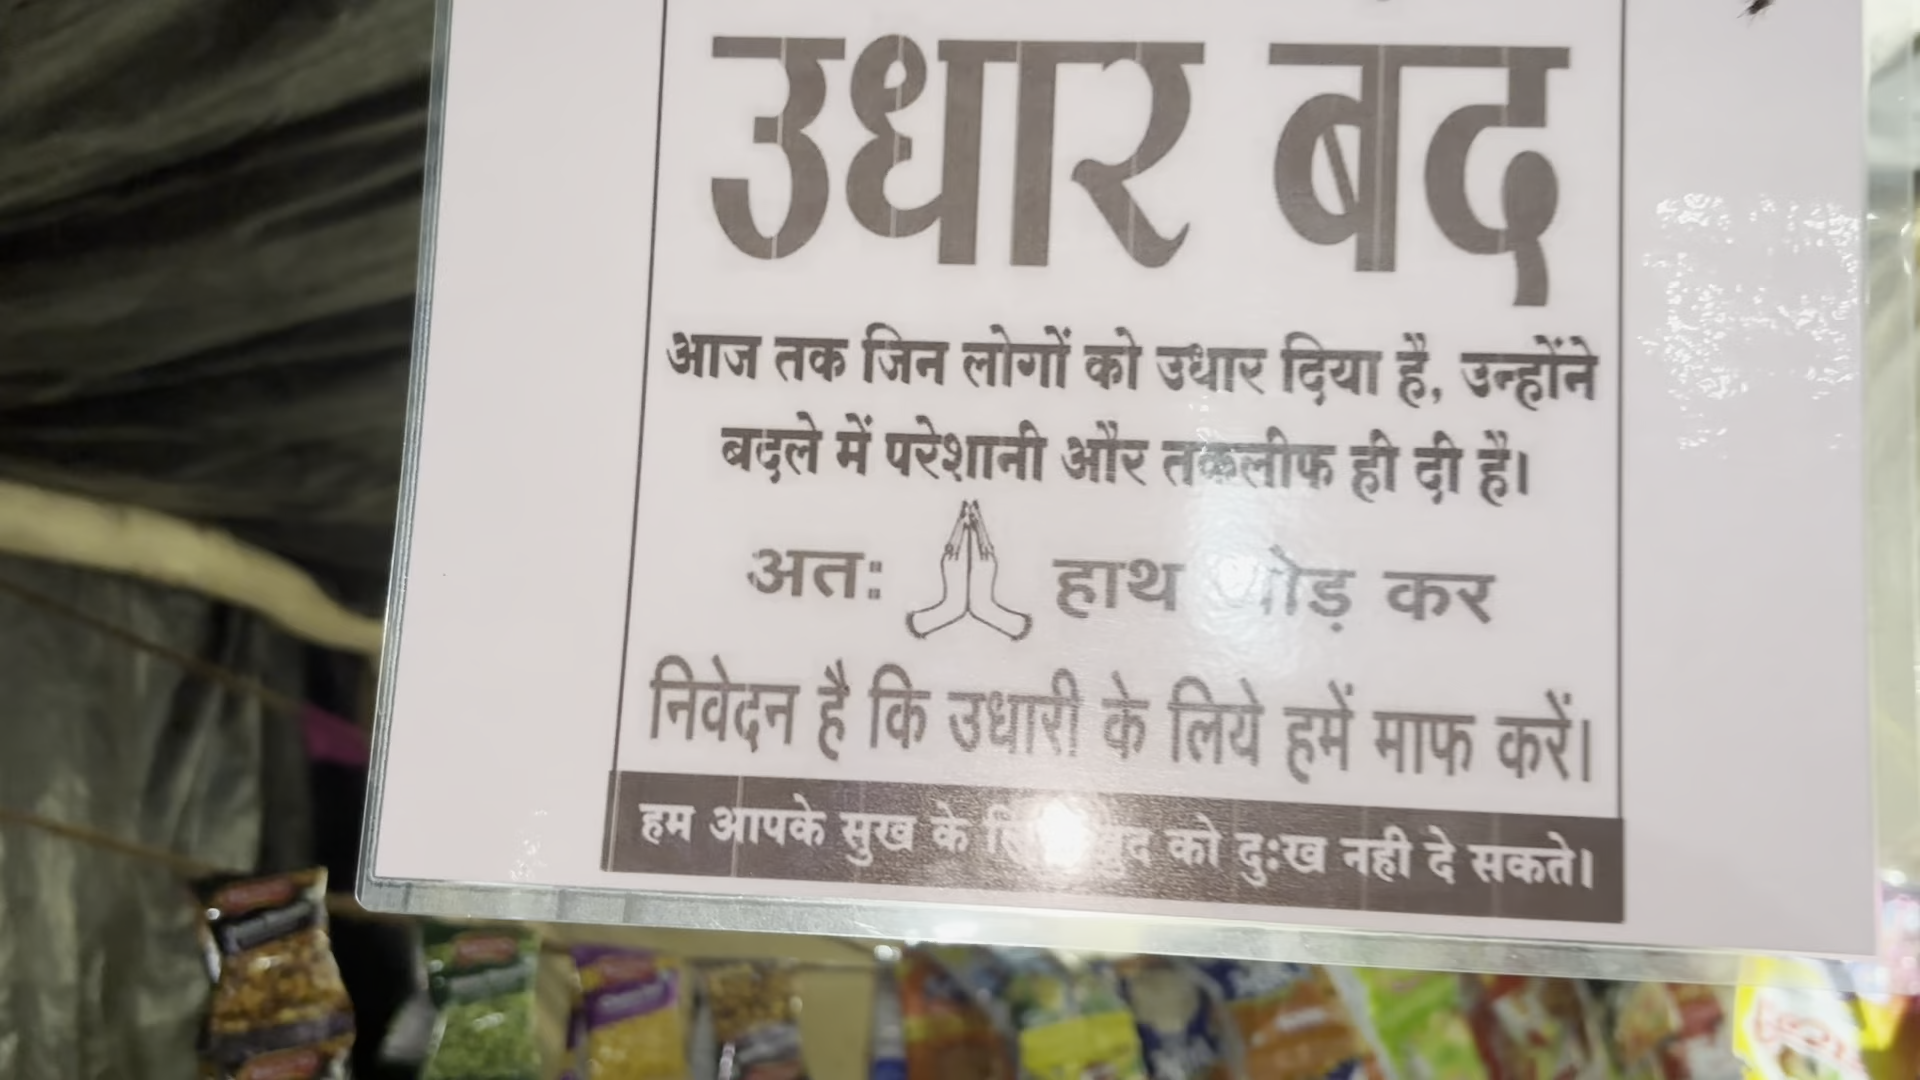 उधार बंद
आज तक जिन लोगों को उधार दिया है, उन्होंने
बदले में परेशानी और तकलीफ ही दी है।
अतः हाथ जोड़ कर
निवेदन है कि उधारी के लिये हमें माफ करें।
हम आपके सुख के लिए खुद को दुःख नही दे सकते।